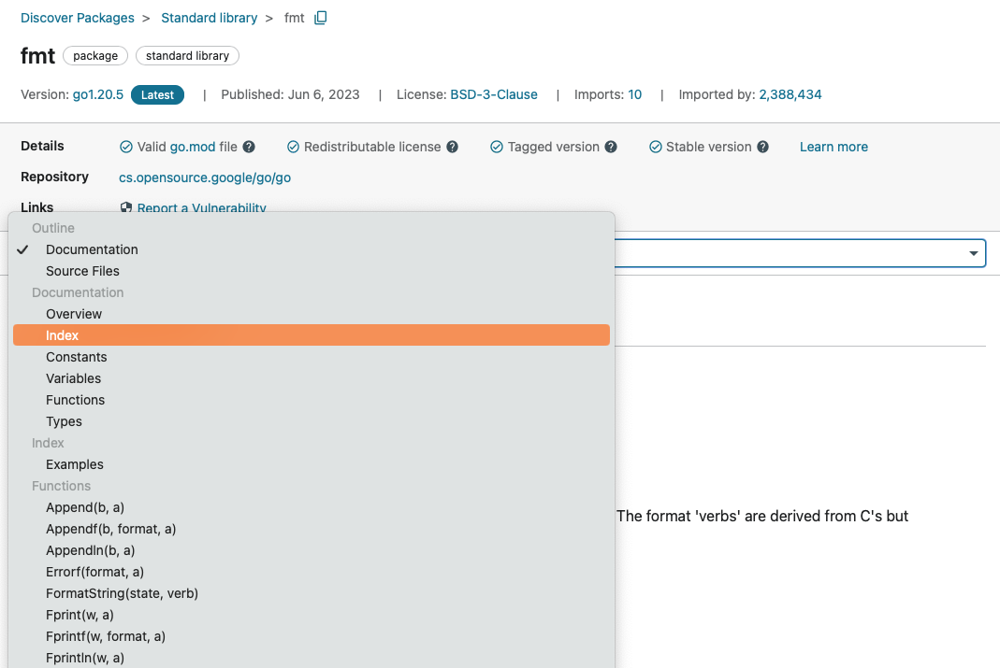 Discover Packages > Standard library > fmt
fmt package standard library
Version: go1.20.5 Latest | Published: Jun 6, 2023 | License: BSD-3-Clause | Imports: 10 | Imported by: 2,388,434
Details Valid go.mod file ? Redistributable license ? Tagged version ? Stable version ? Learn more
Repository cs.opensource.google/go/go
Links Report a Vulnerability
Outline
✓ Documentation
Source Files
Documentation
Overview
Index
Constants
Variables
Functions
Types
Index
Examples
Functions
Append(b, a)
The format 'verbs' are derived from C's but
Appendf(b, format, a)
Appendln(b, a)
Errorf(format, a)
FormatString(state, verb)
Fprint(w, a)
Fprintf(w, format, a)
Fprintln(w, a)